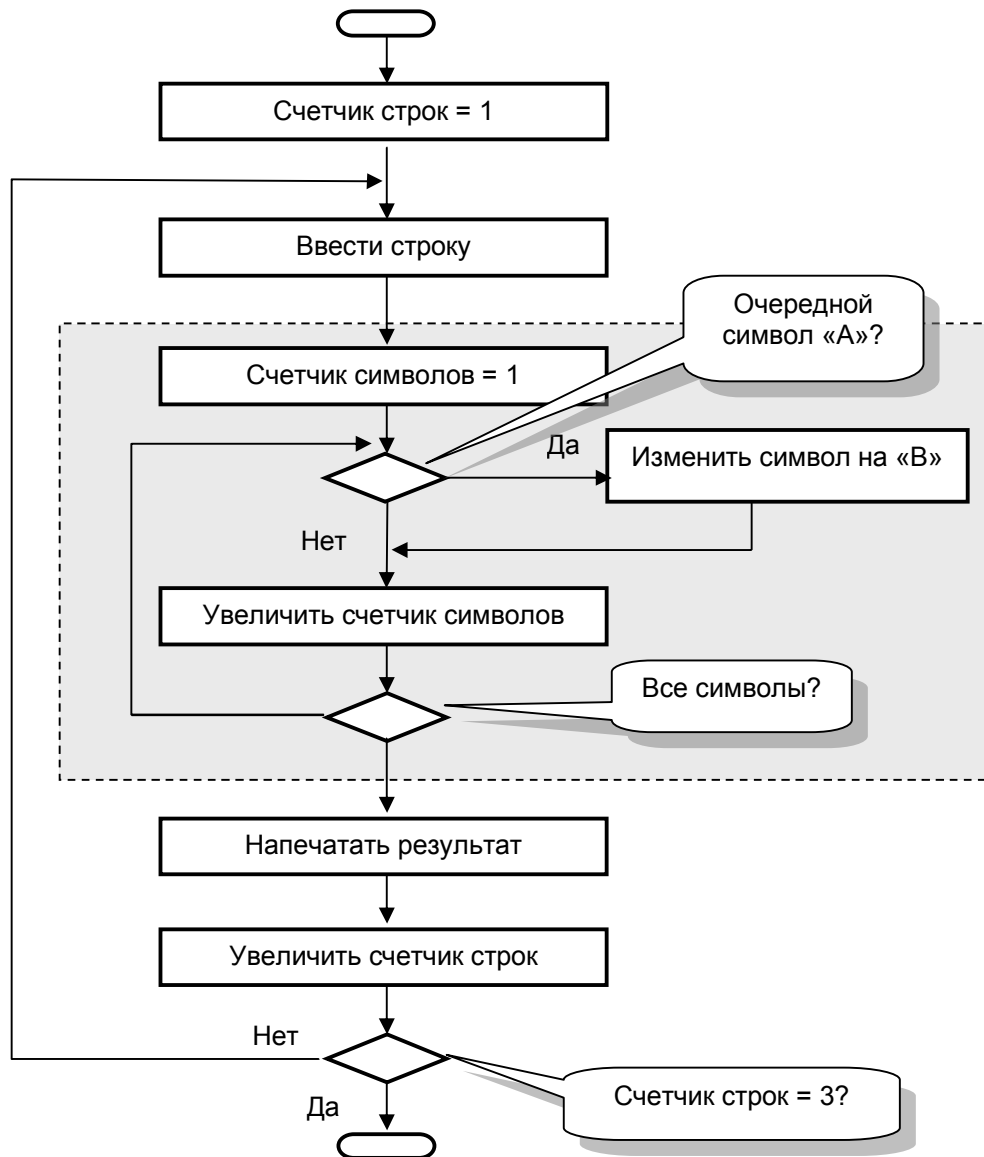 Счетчик строк = 1
Ввести строку
Очередной
символ «А»?
Счетчик символов = 1
Да
Изменить символ на «В»
Нет
Увеличить счетчик символов
Все символы?
Напечатать результат
Увеличить счетчик строк
Нет
Счетчик строк = 3?
Да